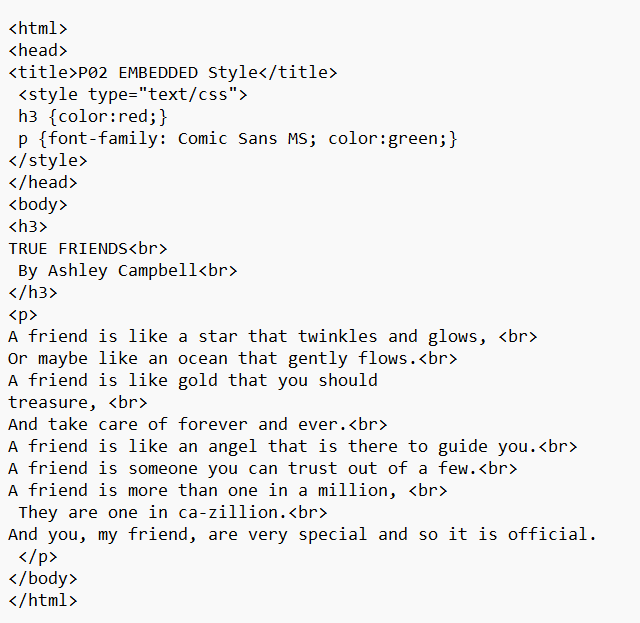 <html>
<head>
<title>P02 EMBEDDED Style</title>
<style type="text/css">
h3 {color:red;}
p {font-family: Comic Sans MS; color:green;}
</style>
</head>
<body>
<h3>
TRUE FRIENDS<br>
By Ashley Campbell<br>
</h3>
<p>
A friend is like a star that twinkles and glows, <br>
Or maybe like an ocean that gently flows.<br>
A friend is like gold that you should
treasure, <br>
And take care of forever and ever.<br>
A friend is like an angel that is there to guide you.<br>
A friend is someone you can trust out of a few.<br>
A friend is more than one in a million, <br>
They are one in ca-zillion.<br>
And you, my friend, are very special and so it is official.
</p>
</body>
</html>